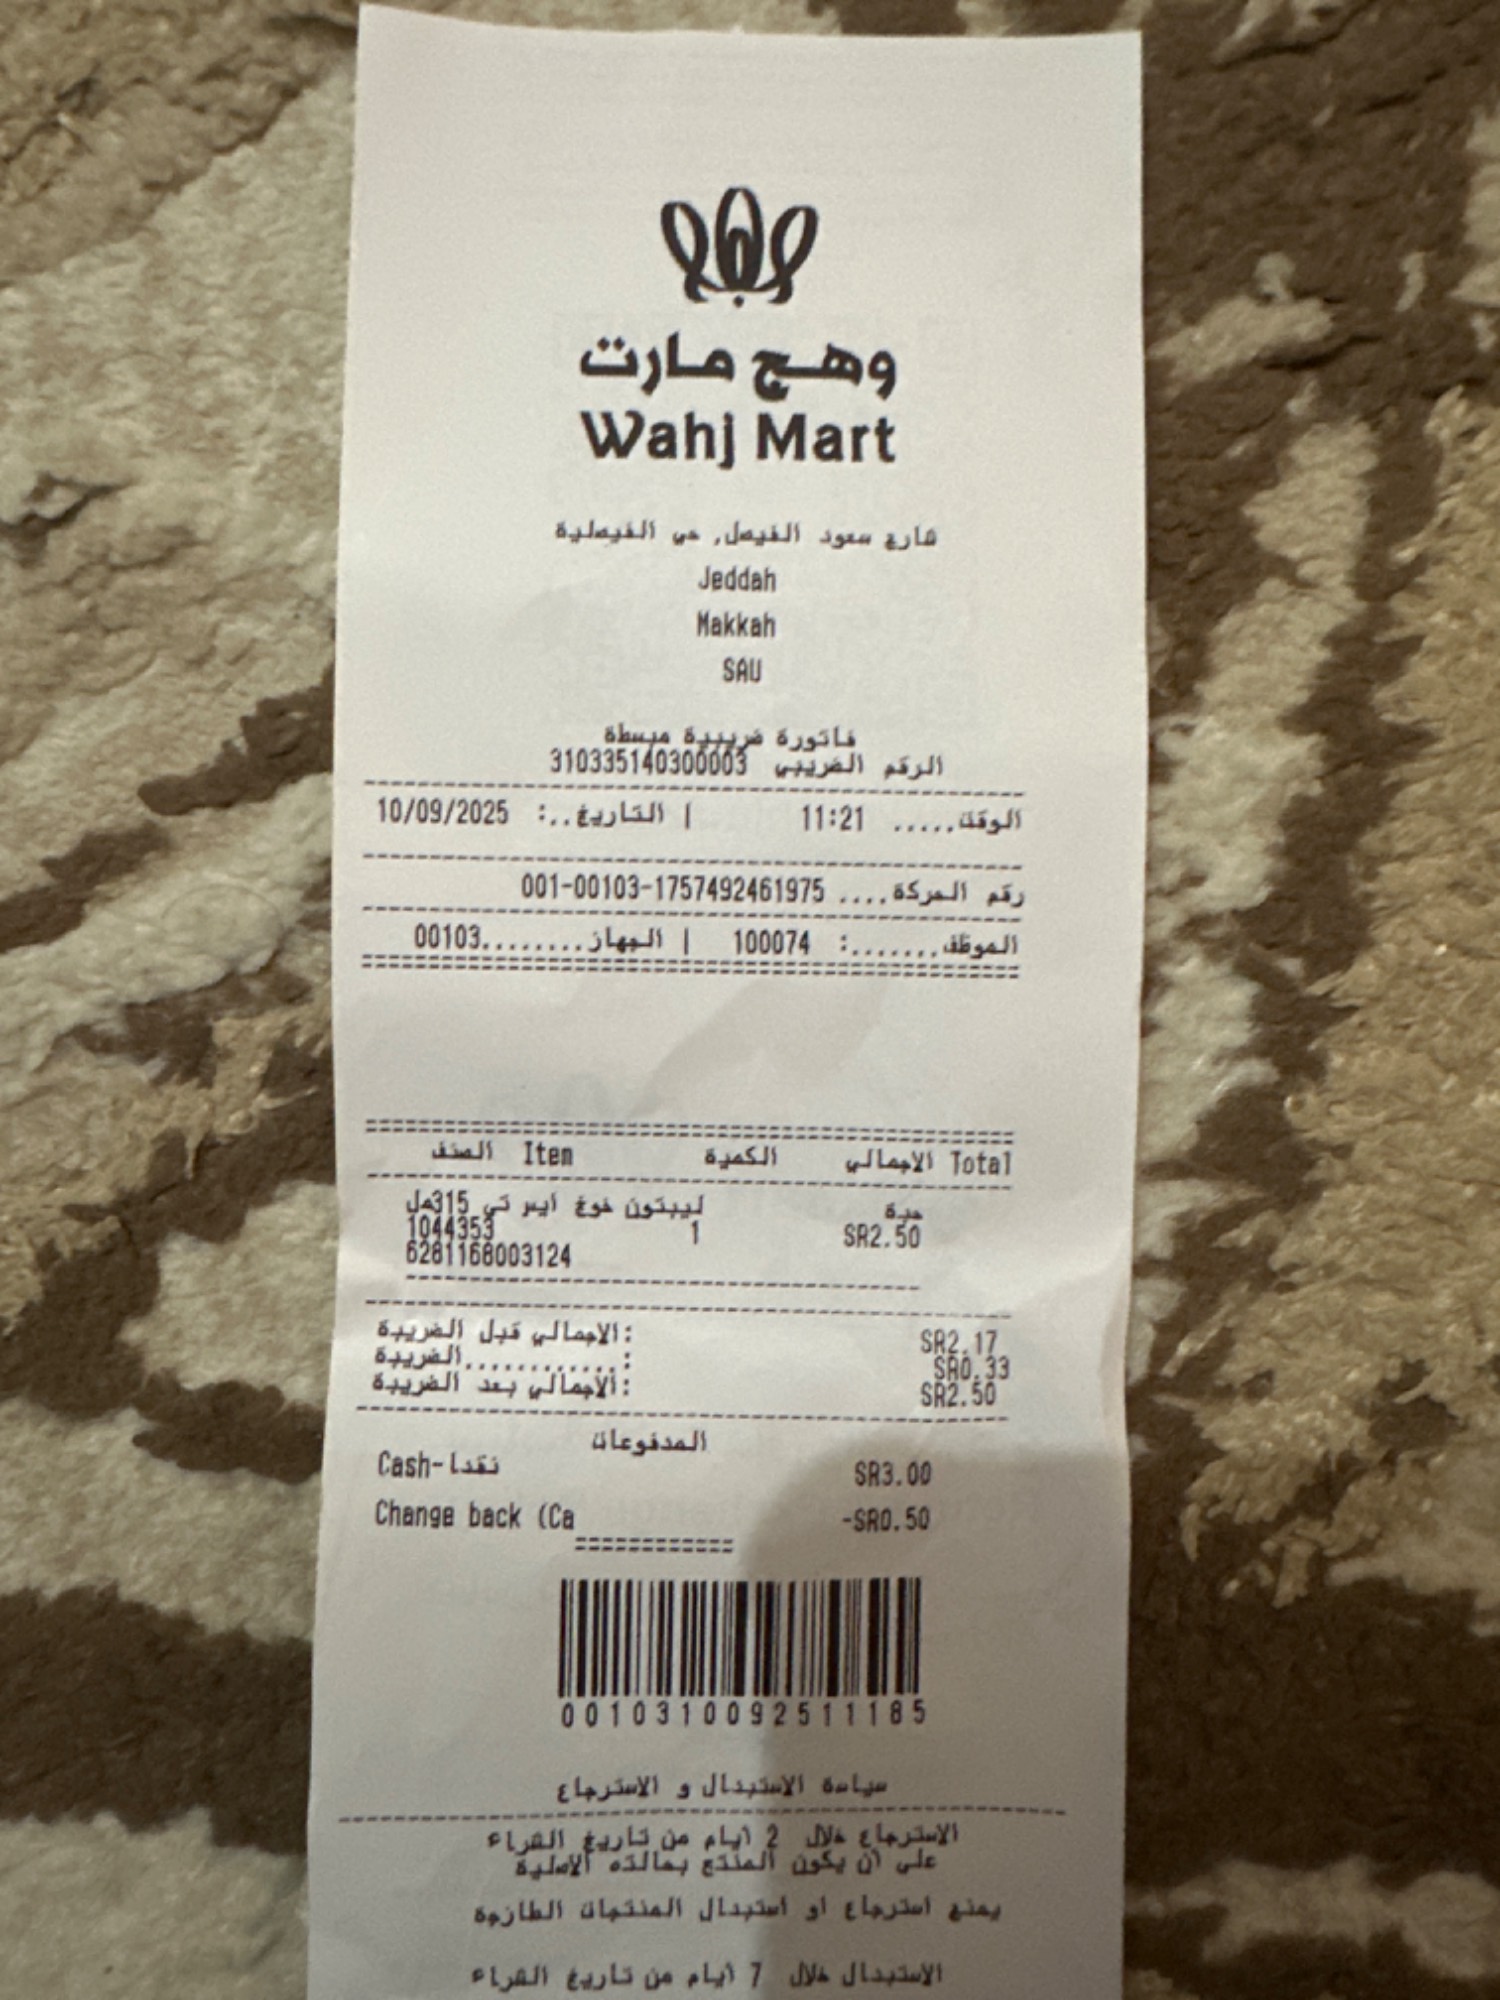 وهج مارت
Wahj Mart
شارع سعود الفيصل, حي الفيصلية
Jeddah
Makkah
SAU
فاتورة ضريبية مبسطة
الرقم الضريبي 310335140300003
الوقت..... 11:21 | التاريخ..: 10/09/2025
رقم الحركة.... 001-00103-1757492461975
الموظف.......: 100074 | الجهاز........00103
الصنف Item الكمية الاجمالي Total
ليبتون خوخ آيس تي 315مل حبة
1044353 1 SR2.50
6281168003124
الاجمالي قبل الضريبة: SR2.17
الضريبة............: SR0.33
الاجمالي بعد الضريبة: SR2.50
المدفوعات
Cash-نقدا SR3.00
Change back (Ca -SR0.50
0010310092511185
سياسة الاستبدال و الاسترجاع
الاسترجاع خلال 2 أيام من تاريخ الشراء
على أن يكون المنتج بحالته الأصلية
يمنع استرجاع او استبدال المنتجات الطازجة
الاستبدال خلال 7 أيام من تاريخ الشراء